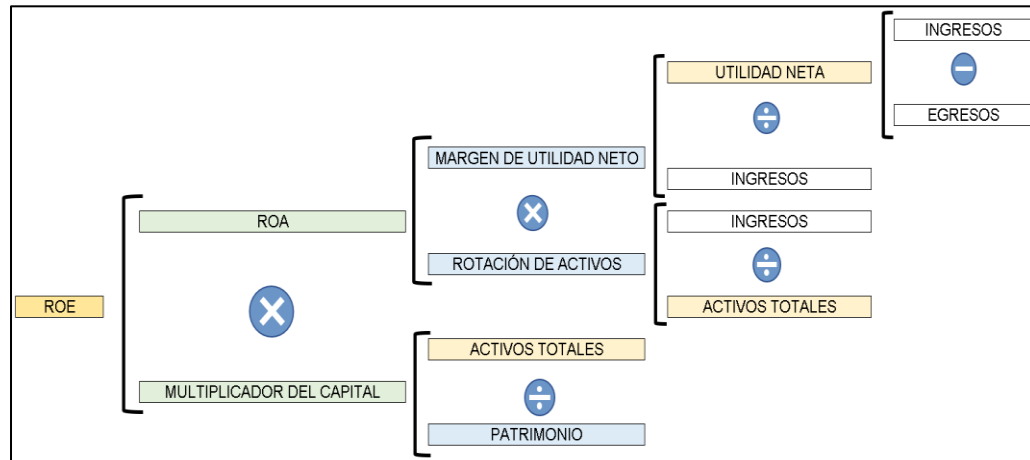 INGRESOS
UTILIDAD NETA
EGRESOS
MARGEN DE UTILIDAD NETO
INGRESOS
ROA
INGRESOS
ROTACIÓN DE ACTIVOS
ROE
ACTIVOS TOTALES
ACTIVOS TOTALES
MULTIPLICADOR DEL CAPITAL
PATRIMONIO